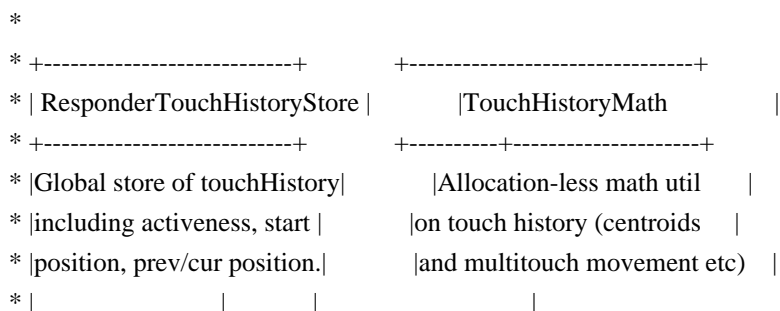 *
* +----------------------------+ +--------------------------------+
* | ResponderTouchHistoryStore | |TouchHistoryMath |
* +----------------------------+ +----------+---------------------+
* |Global store of touchHistory| |Allocation-less math util |
* |including activeness, start | |on touch history (centroids |
* |position, prev/cur position.| |and multitouch movement etc) |
* | | | |